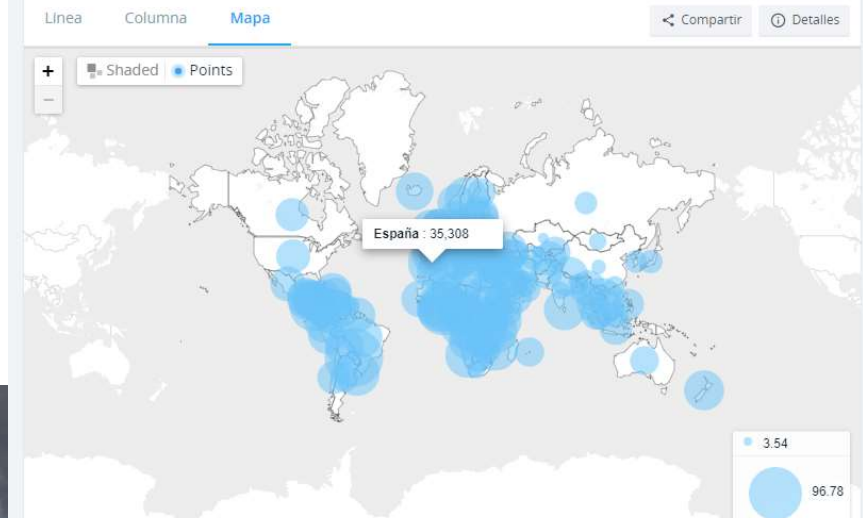 Línea Columna Mapa Compartir Detalles
+ Shaded Points
−
España : 35,308
3.54
96.78